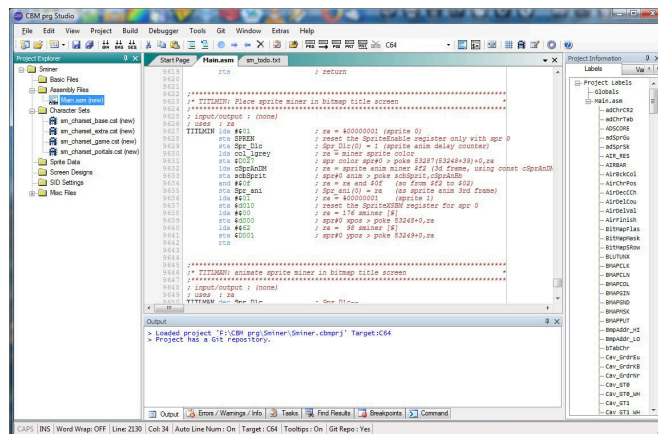 CBM prg Studio
File Edit View Project Build Debugger Tools Git Window Extras Help
C64
Project Explorer
Sminer
Basic Files
Assembly Files
Main.asm (new)
Character Sets
sm_charset_base.cst (new)
sm_charset_extra.cst (new)
sm_charset_game.cst (new)
sm_charset_portals.cst (new)
Sprite Data
Screen Designs
SID Settings
Misc Files
Start Page Main.asm sm_todo.txt
9619 rts ; return
9620
9621
9622 ;************************************************************
9623 ;* TITLMIN: Place sprite miner in bitmap title screen *
9624 ;************************************************************
9625 ; input/output : (none)
9626 ; uses : ra
9627 TITLMIN lda #$01 ; ra = %00000001 (sprite 0)
9628 sta SPREN ; reset the SpriteEnable register only with spr 0
9629 sta Spr_Dlc ; Spr_Dlc(0) = 1 (sprite anim delay counter)
9630 lda col_lgrey ; ra = miner sprite color
9631 sta $D027 ; spr color spr0 > poke 53287(53248+39)+0,ra
9632 lda cSprAnDM ; ra = sprite anim miner $f2 (3d frame, using const cSprAnDM
9633 sta scbSprit ; spr#0 anim > poke scbSprit,cSprAnBb
9634 and #$0f ; ra = ra and $0f (so from $f2 to $02)
9635 sta Spr_ani ; Spr_ani(0) = ra (as sprite anim 3rd frame)
9636 lda #$01 ; ra = %00000001 (sprite 1)
9637 sta $d010 ; reset the SpriteXSBM register for spr 0
9638 lda #$b0 ; ra = 176 sminer [$]
9639 sta $d000 ; spr#0 xpos > poke 53248+0,ra
9640 lda #$62 ; ra = 98 sminer [$]
9641 sta $D001 ; spr#0 ypos > poke 53249+0,ra
9642 rts
9643
9644
9645 ;************************************************************
9646 ;* TITLMAN: animate sprite miner in bitmap title screen *
9647 ;************************************************************
9648 ; input/output : (none)
9649 ; uses : ra
9650 TITLMAN dec Spr_Dlc ; Spr_Dlc--
Output
> Loaded project 'F:\CBM prg\Sminer\Sminer.cbmprj' Target:C64
> Project has a Git repository.
Output Errors / Warnings / Info Tasks Find Results Breakpoints Command
Project Information
Labels Var
Project Labels
Globals
Main.asm
adChrCR2
adChrTab
ADSCORE
adSprGu
adSprSk
AIR_RES
AIRBAR
AirBckCol
AirChrPos
AirDecCCh
AirDelCou
AirDelVal
AirFinish
BitMapFlas
BitMapMask
BitMapSRow
BLUTUNX
BMAPCLK
BMAPCLN
BMAPCOL
BMAPGIN
BMAPGND
BMAPMSK
BMAPPUT
BmpAddr_HI
BmpAddr_LO
bTabChr
Cav_GrdrEu
Cav_GrdrKB
Cav_GrdrNr
Cav_GT0
Cav_GT0_WH
Cav_GT1
Cav_GT1_WH
CAPS INS Word Wrap: OFF Line: 2130 Col: 34 Auto Line Num : On Target : C64 Tooltips : On Git Repo : Yes